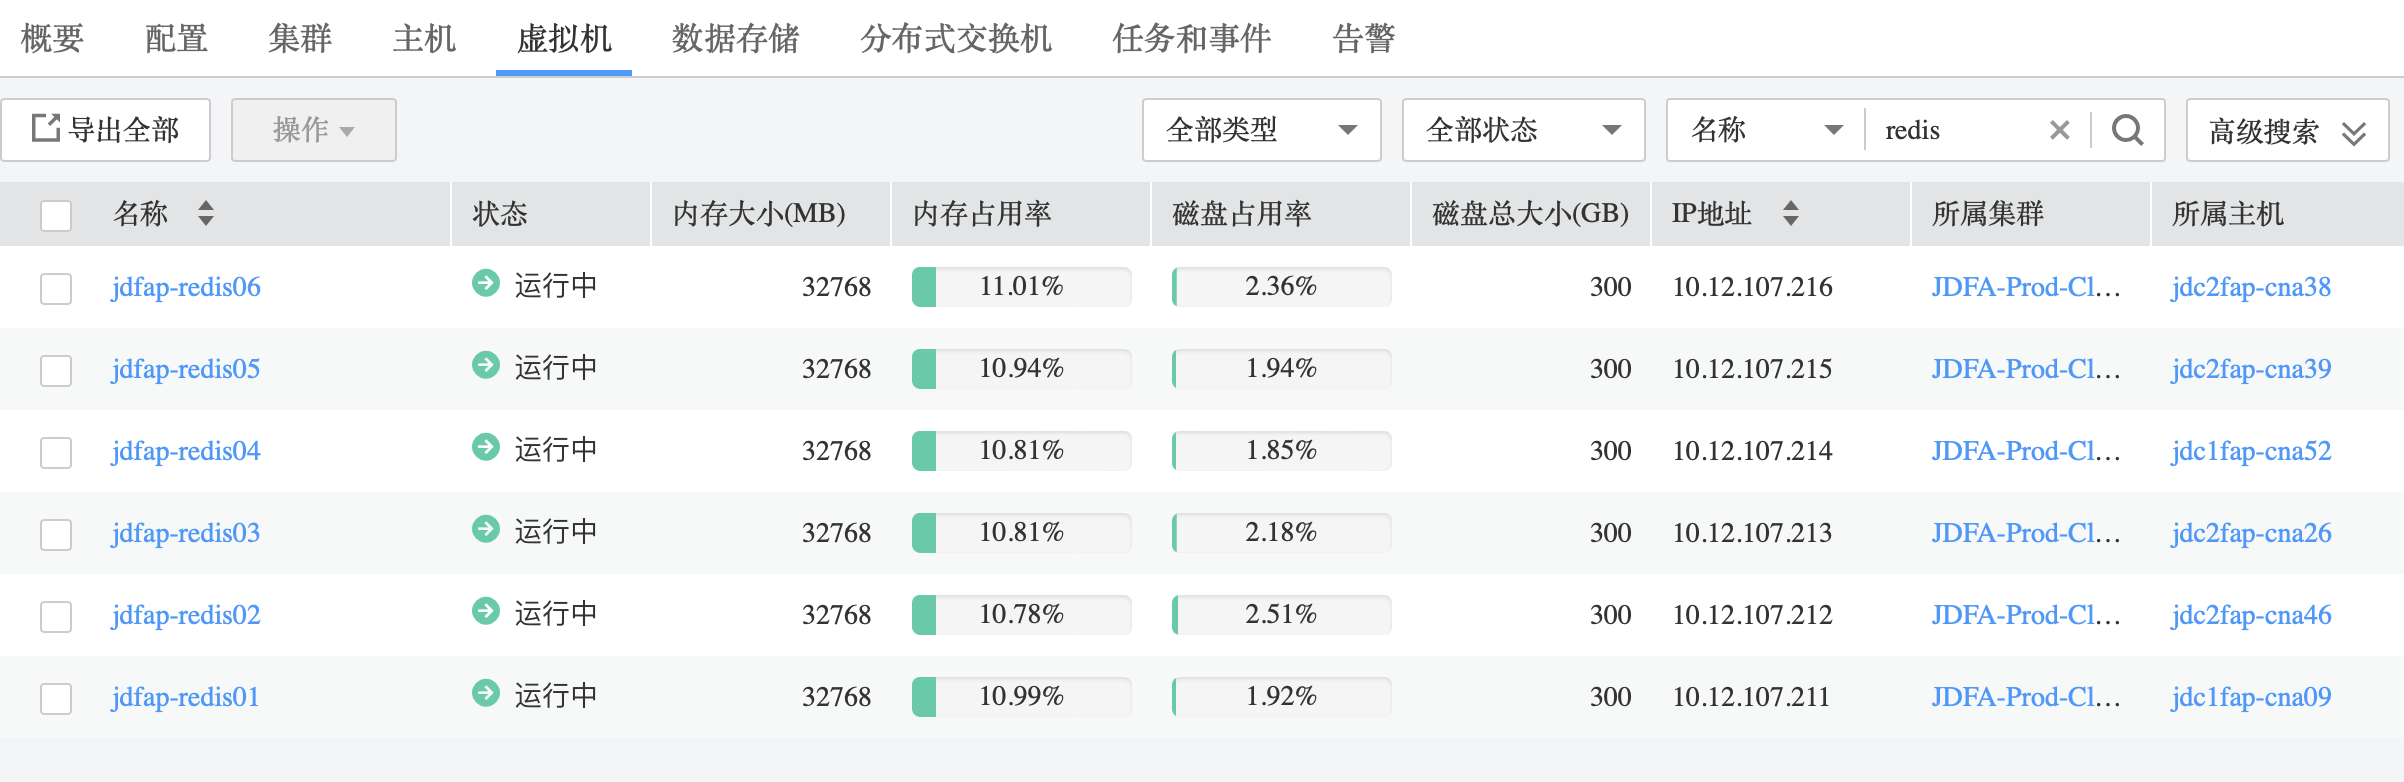 概要 配置 集群 主机 虚拟机 数据存储 分布式交换机 任务和事件 告警
导出全部 操作 全部类型 全部状态 名称 redis 高级搜索
名称 状态 内存大小(MB) 内存占用率 磁盘占用率 磁盘总大小(GB) IP地址 所属集群 所属主机
jdfap-redis06 运行中 32768 11.01% 2.36% 300 10.12.107.216 JDFA-Prod-Cl... jdc2fap-cna38
jdfap-redis05 运行中 32768 10.94% 1.94% 300 10.12.107.215 JDFA-Prod-Cl... jdc2fap-cna39
jdfap-redis04 运行中 32768 10.81% 1.85% 300 10.12.107.214 JDFA-Prod-Cl... jdc1fap-cna52
jdfap-redis03 运行中 32768 10.81% 2.18% 300 10.12.107.213 JDFA-Prod-Cl... jdc2fap-cna26
jdfap-redis02 运行中 32768 10.78% 2.51% 300 10.12.107.212 JDFA-Prod-Cl... jdc2fap-cna46
jdfap-redis01 运行中 32768 10.99% 1.92% 300 10.12.107.211 JDFA-Prod-Cl... jdc1fap-cna09